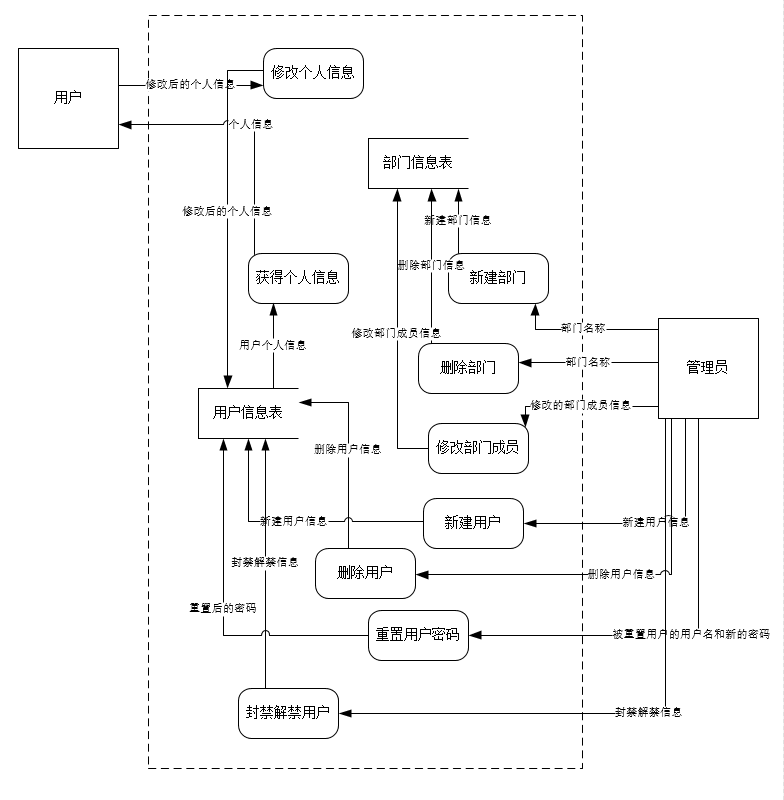 修改个人信息
用户
修改后的个人信息
个人信息
部门信息表
修改后的个人信息
新建部门信息
删除部门信息
获得个人信息
新建部门
部门名称
修改部门成员信息
用户个人信息
部门名称
删除部门
管理员
修改的部门成员信息
用户信息表
删除用户信息
修改部门成员
新建用户信息
新建用户
新建用户信息
封禁解禁信息
删除用户
删除用户信息
重置后的密码
重置用户密码
被重置用户的用户名和新的密码
封禁解禁用户
封禁解禁信息